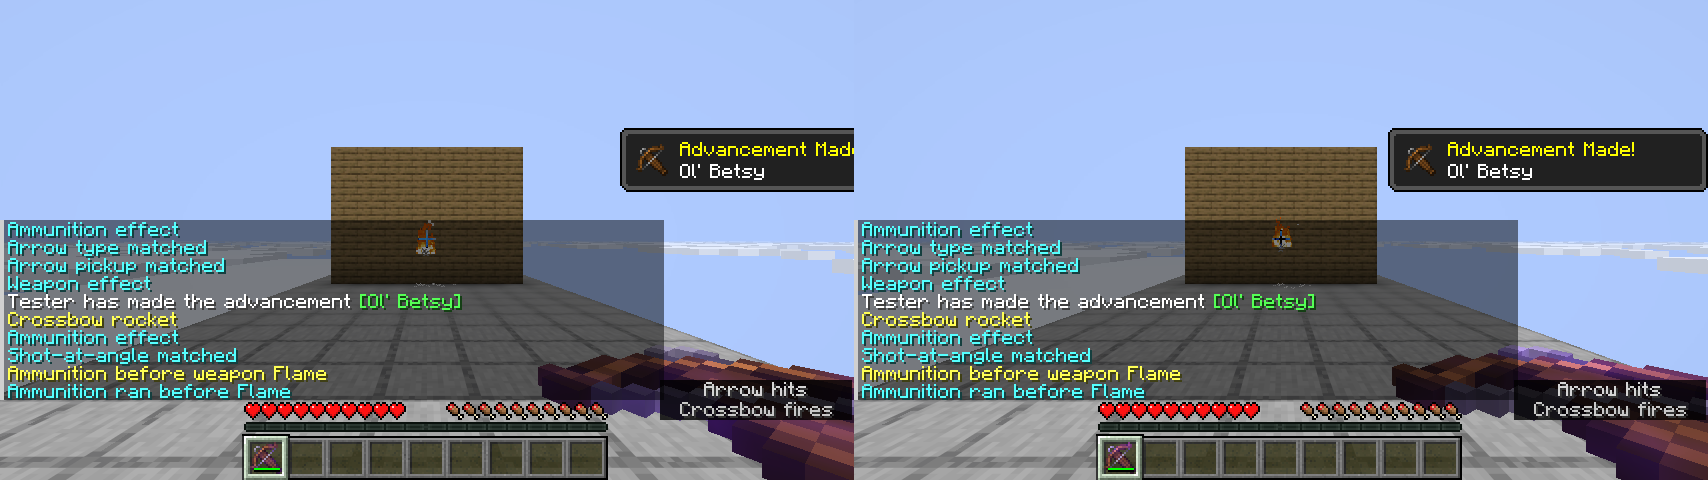 Advancement Made
Ol' Betsy
Ammunition effect
Arrow type matched
Arrow pickup matched
Weapon effect
Tester has made the advancement [Ol' Betsy]
Crossbow rocket
Ammunition effect
Shot-at-angle matched
Ammunition before weapon Flame
Ammunition ran before Flame
Arrow hits
Crossbow fires
Advancement Made!
Ol' Betsy
Ammunition effect
Arrow type matched
Arrow pickup matched
Weapon effect
Tester has made the advancement [Ol' Betsy]
Crossbow rocket
Ammunition effect
Shot-at-angle matched
Ammunition before weapon Flame
Ammunition ran before Flame
Arrow hits
Crossbow fires